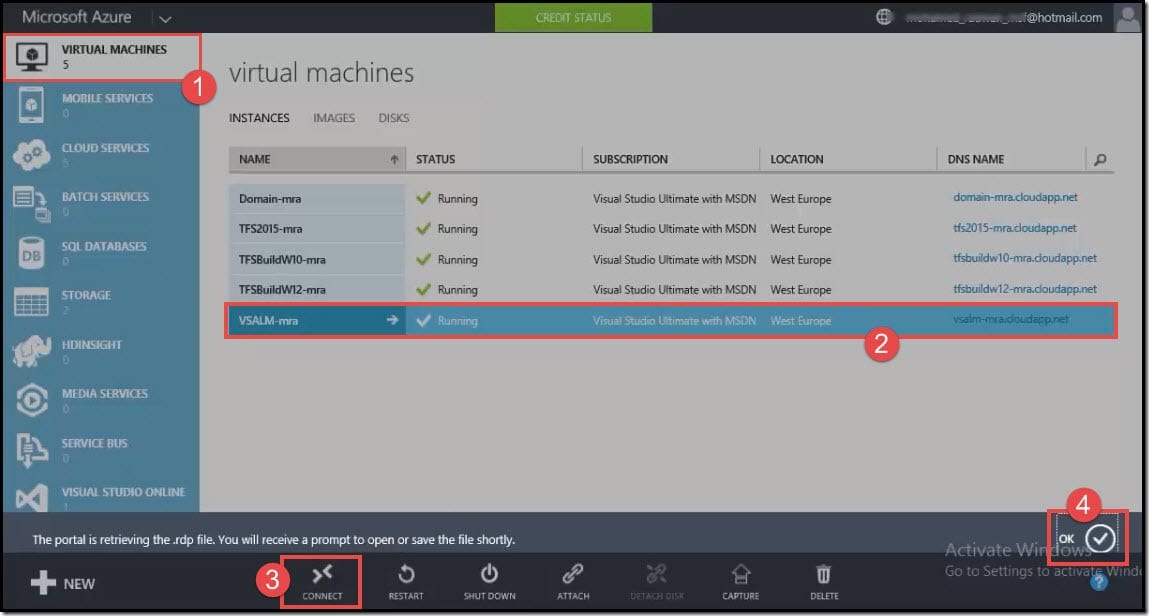 Microsoft Azure
CREDIT STATUS
@hotmail.com
VIRTUAL MACHINES
5
1
MOBILE SERVICES
0
CLOUD SERVICES
5
BATCH SERVICES
0
SQL DATABASES
0
DB
STORAGE
2
HDINSIGHT
0
MEDIA SERVICES
0
SERVICE BUS
0
VISUAL STUDIO ONLINE
1
virtual machines
INSTANCES IMAGES DISKS
NAME STATUS SUBSCRIPTION LOCATION DNS NAME
Domain-mra Running Visual Studio Ultimate with MSDN West Europe domain-mra.cloudapp.net
TFS2015-mra Running Visual Studio Ultimate with MSDN West Europe tfs2015-mra.cloudapp.net
TFSBuildW10-mra Running Visual Studio Ultimate with MSDN West Europe tfsbuildw10-mra.cloudapp.net
TFSBuildW12-mra Running Visual Studio Ultimate with MSDN West Europe tfsbuildw12-mra.cloudapp.net
VSALM-mra Running Visual Studio Ultimate with MSDN West Europe vsalm-mra.cloudapp.net
2
4
The portal is retrieving the .rdp file. You will receive a prompt to open or save the file shortly.
OK
Activate Windows
Go to Settings to activate Wind
NEW
3
CONNECT
RESTART
SHUT DOWN
ATTACH
DETACH DISK
CAPTURE
DELETE
?